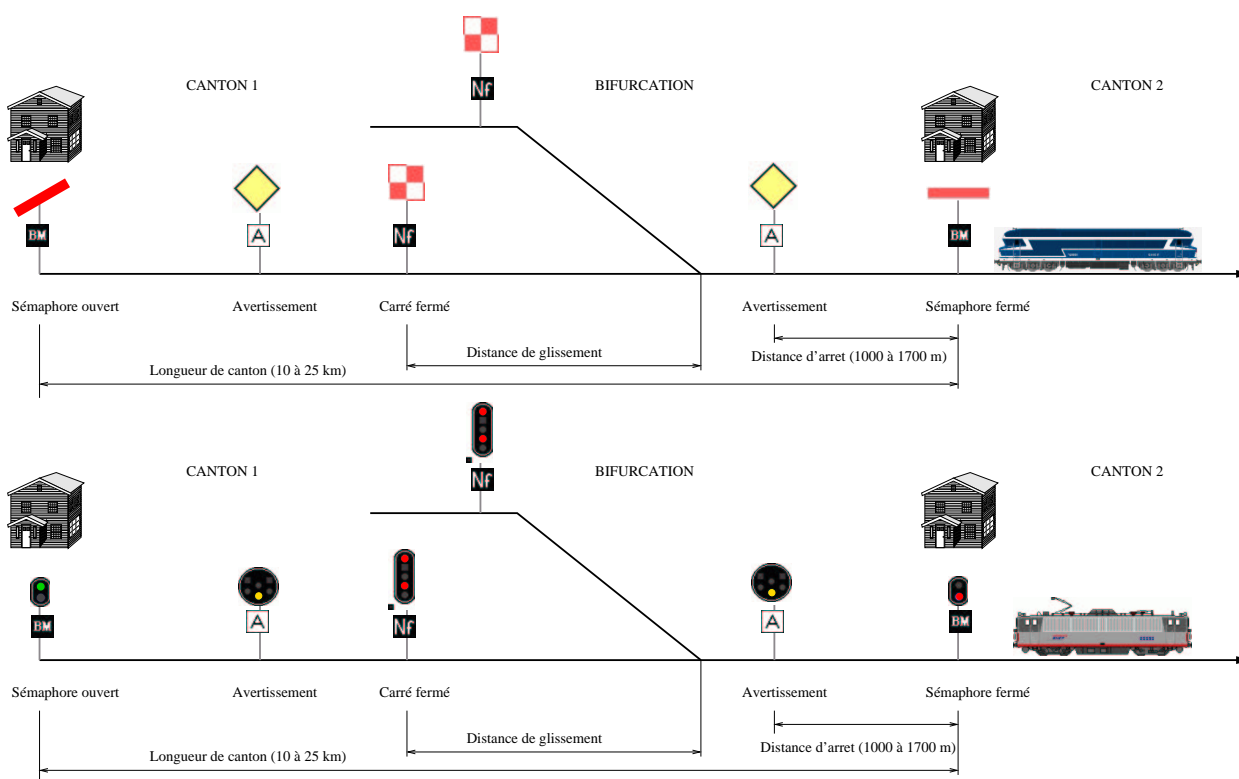 CANTON 1
Nf
BIFURCATION
CANTON 2
BM
A
Nf
A
BM
Sémaphore ouvert
Avertissement
Carré fermé
Avertissement
Sémaphore fermé
Distance de glissement
Distance d'arret (1000 à 1700 m)
Longueur de canton (10 à 25 km)
CANTON 1
Nf
BIFURCATION
CANTON 2
BM
A
Nf
A
BM
Sémaphore ouvert
Avertissement
Carré fermé
Avertissement
Sémaphore fermé
Distance de glissement
Distance d'arret (1000 à 1700 m)
Longueur de canton (10 à 25 km)